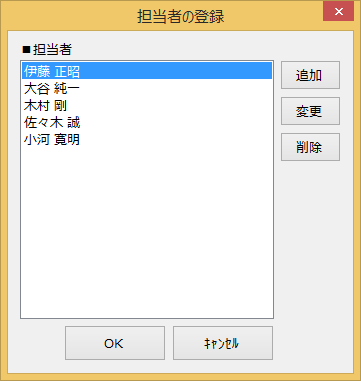 担当者の登録
■担当者
伊藤 正昭
大谷 純一
木村 剛
佐々木 誠
小河 寛明
追加
変更
削除
OK
ｷｬﾝｾﾙ